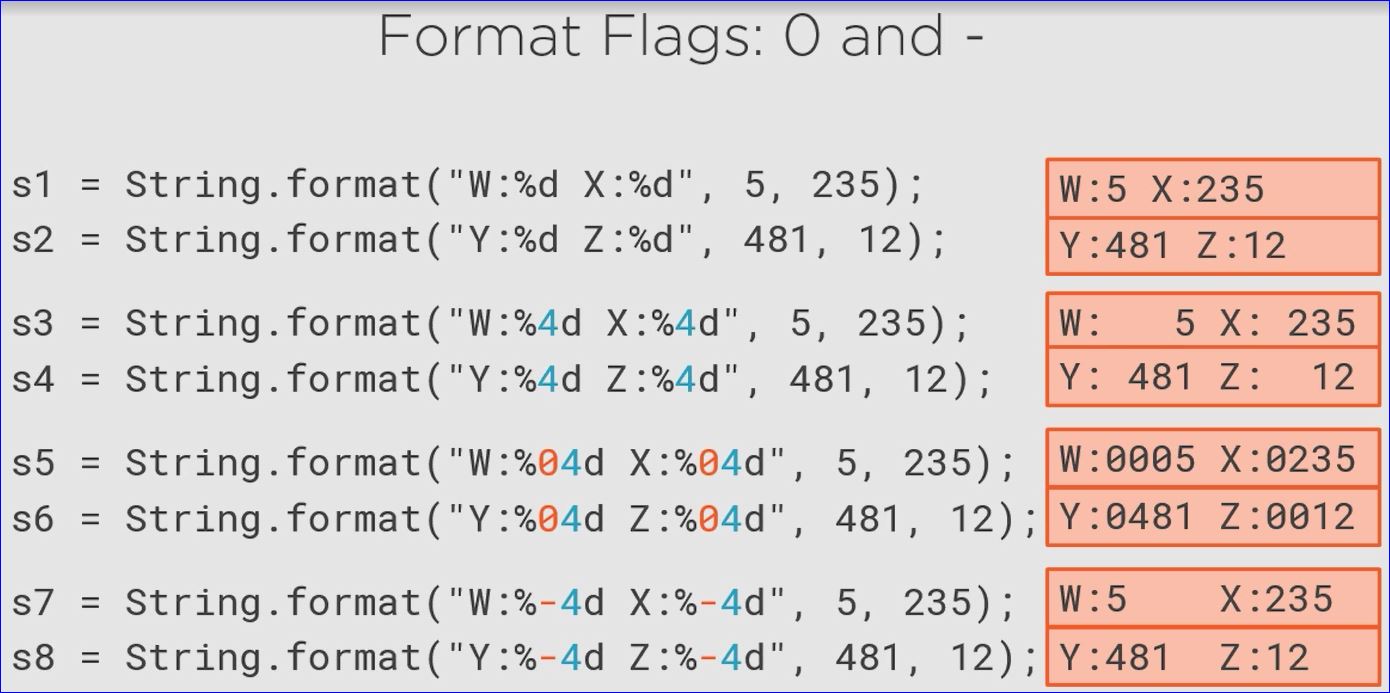 Format Flags: 0 and -
s1 = String.format("W:%d X:%d", 5, 235);
W:5 X:235
s2 = String.format("Y:%d Z:%d", 481, 12);
Y:481 Z:12
s3 = String.format("W:%4d X:%4d", 5, 235);
W:   5 X: 235
s4 = String.format("Y:%4d Z:%4d", 481, 12);
Y: 481 Z:  12
s5 = String.format("W:%04d X:%04d", 5, 235);
W:0005 X:0235
s6 = String.format("Y:%04d Z:%04d", 481, 12);
Y:0481 Z:0012
s7 = String.format("W:%-4d X:%-4d", 5, 235);
W:5    X:235
s8 = String.format("Y:%-4d Z:%-4d", 481, 12);
Y:481  Z:12